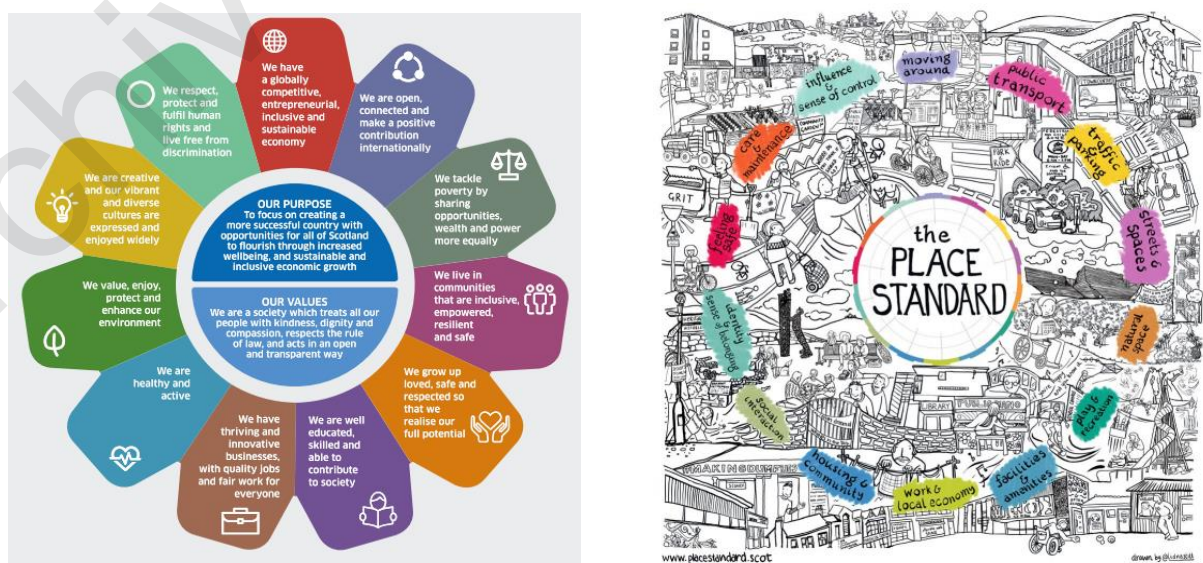 We have
a globally
competitive,
entrepreneurial,
inclusive and
sustainable
economy
We are open,
connected and
make a positive
contribution
internationally
We tackle
poverty by
sharing
opportunities,
wealth and power
more equally
We live in
communities
that are inclusive,
empowered,
resilient
and safe
We grow up
loved, safe and
respected so
that we
realise our
full potential
We are well
educated,
skilled and
able to
contribute
to society
We have
thriving and
innovative
businesses,
with quality jobs
and fair work for
everyone
We are
healthy and
active
We value, enjoy,
protect and
enhance our
environment
We are creative
and our vibrant
and diverse
cultures are
expressed and
enjoyed widely
We respect,
protect and
fulfil human
rights and
live free from
discrimination
OUR PURPOSE
To focus on creating a
more successful country with
opportunities for all of Scotland
to flourish through increased
wellbeing, and sustainable and
inclusive economic growth
OUR VALUES
We are a society which treats all our
people with kindness, dignity and
compassion, respects the rule
of law, and acts in an open
and transparent way
the
PLACE
STANDARD
moving
around
public
transport
traffic
&
parking
streets &
spaces
natural
space
play &
recreation
facilities
&
amenities
work &
local economy
housing &
community
social
interaction
identity
&
sense of belonging
feeling
safe
care
&
maintenance
influence
&
sense of control
GRIT
PARK
RIDE
LIBRARY
www.placestandard.scot
drawn by